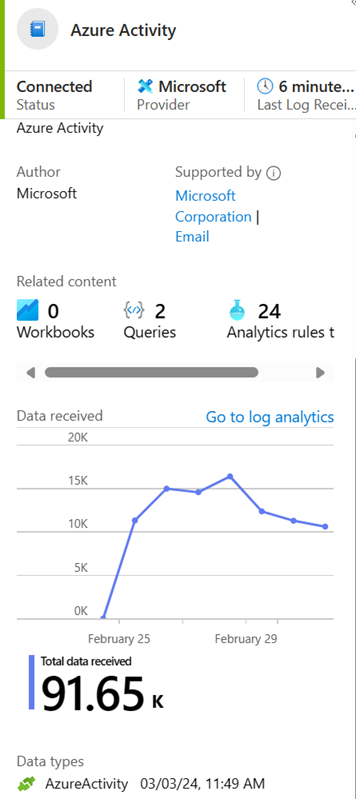 Azure Activity
Connected
Status
Microsoft
Provider
6 minute...
Last Log Recei...
Azure Activity
Author
Microsoft
Supported by
Microsoft
Corporation |
Email
Related content
0
Workbooks
2
Queries
24
Analytics rules t
Data received
Go to log analytics
20K
15K
10K
5K
0K
February 25
February 29
Total data received
91.65 K
Data types
AzureActivity 03/03/24, 11:49 AM